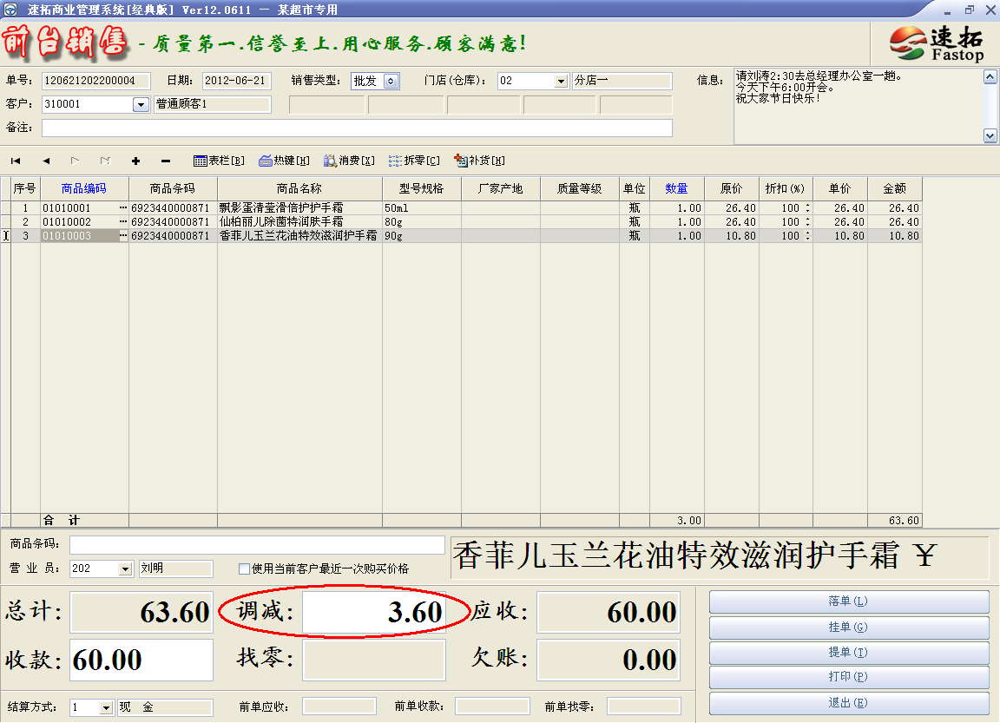 速拓商业管理系统[经典版] Ver12.0611 － 某超市专用
前台销售 - 质量第一.信誉至上.用心服务.顾客满意!
速拓 Fastop
单号: 120621202200004 日期: 2012-06-21 销售类型: 批发 门店(仓库): 02 分店一 信息:
请刘涛2:30去总经理办公室一趟。
今天下午6:00开会。
祝大家节日快乐!
客户: 310001 普通顾客1
备注:
表栏[B] 热键[H] 消费[X] 拆零[C] 补货[M]
序号 商品编码 商品条码 商品名称 型号规格 厂家产地 质量等级 单位 数量 原价 折扣(%) 单价 金额
1 01010001 ... 6923440000871 飘影蛋清莹滑倍护护手霜 50ml 瓶 1.00 26.40 100 26.40 26.40
2 01010002 ... 6923440000871 仙柏丽儿除菌特润肤手霜 80g 瓶 1.00 26.40 100 26.40 26.40
3 01010003 ... 6923440000871 香菲儿玉兰花油特效滋润护手霜 90g 瓶 1.00 10.80 100 10.80 10.80
合 计 3.00 63.60
商品条码:
营 业 员: 202 刘明 使用当前客户最近一次购买价格
香菲儿玉兰花油特效滋润护手霜 ￥
总计: 63.60 调减: 3.60 应收: 60.00
收款: 60.00 找零: 欠账: 0.00
结算方式: 1 现 金 前单应收: 前单收款: 前单找零:
落单(L)
挂单(G)
提单(T)
打印(P)
退出(E)